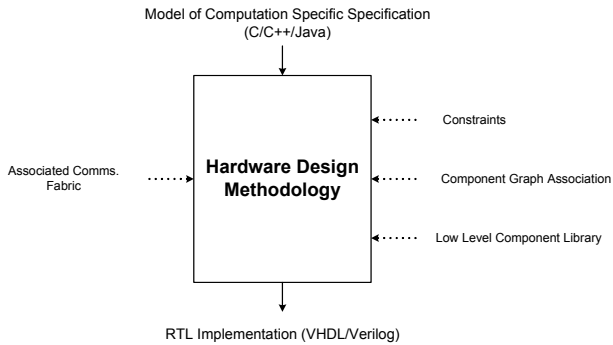 Model of Computation Specific Specification
(C/C++/Java)
Constraints
Hardware Design
Methodology
Associated Comms.
Fabric
Component Graph Association
Low Level Component Library
RTL Implementation (VHDL/Verilog)